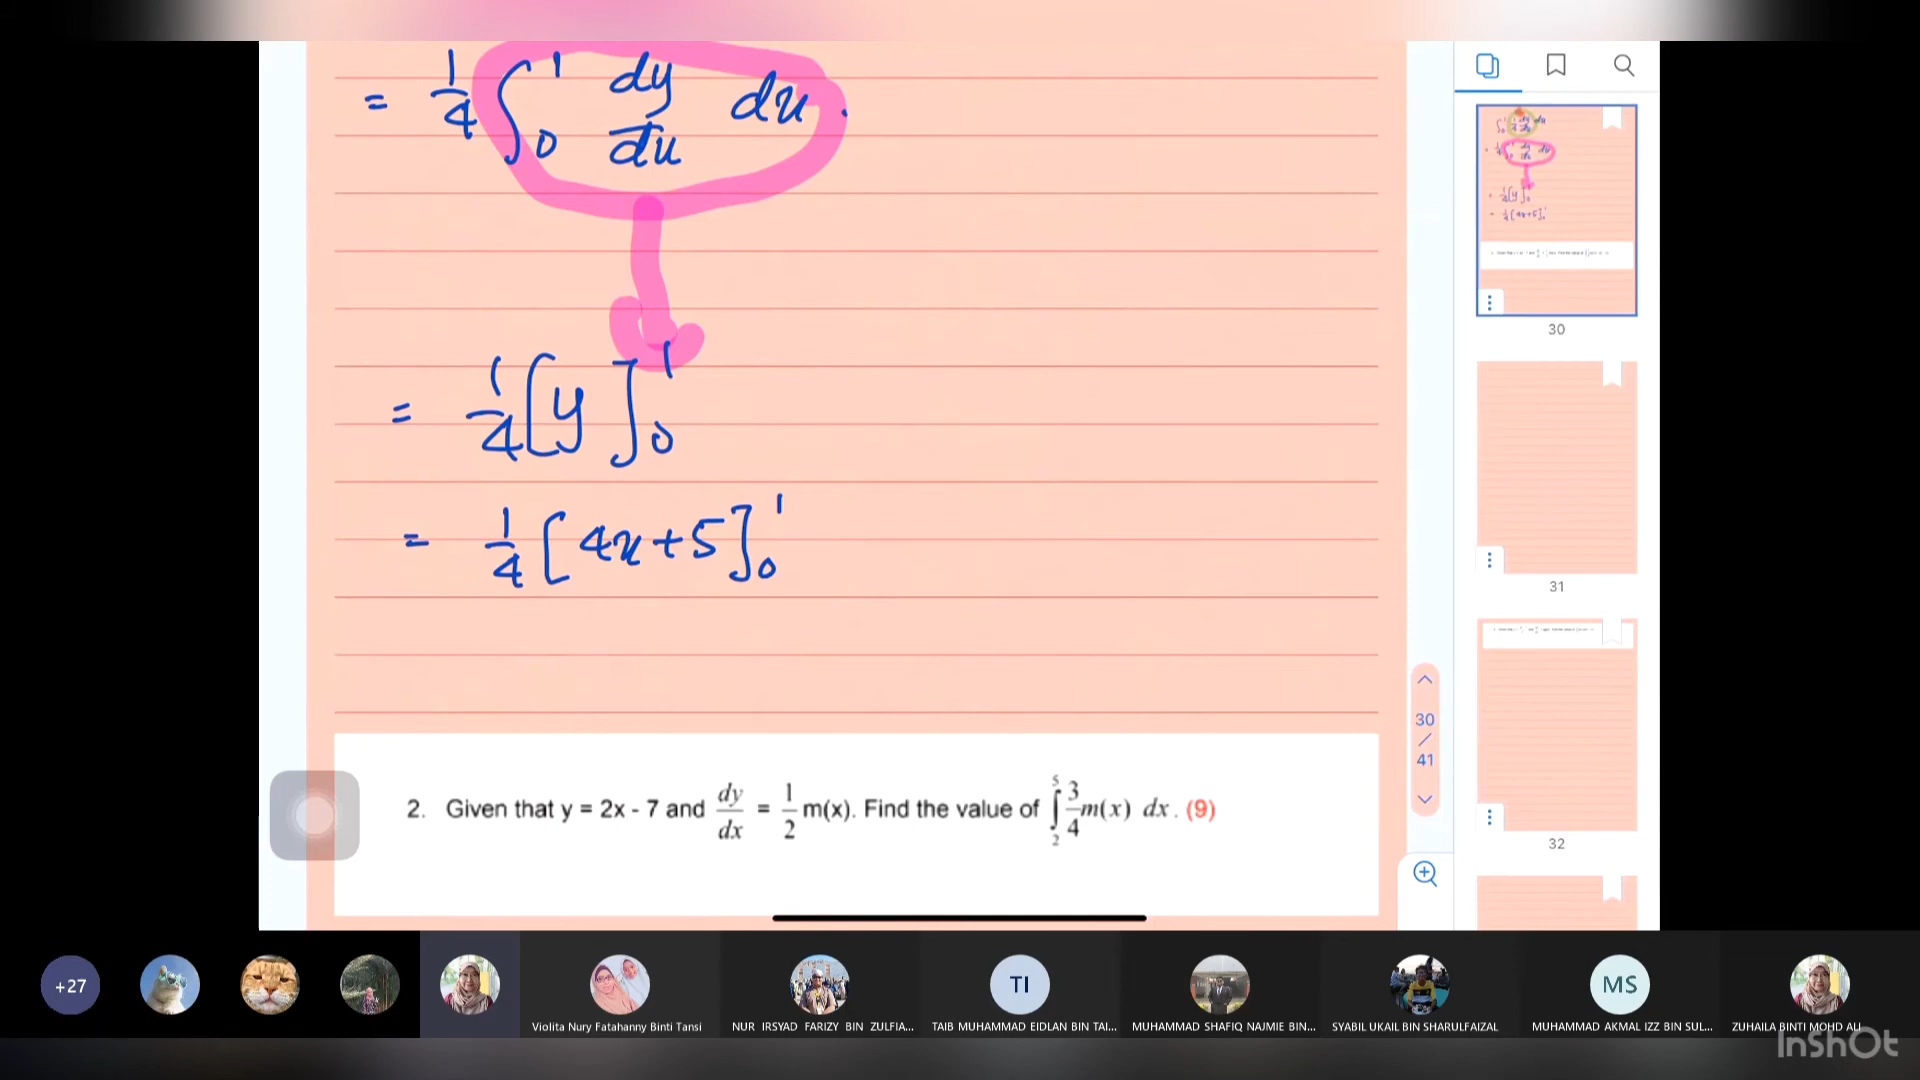 = 1/4 ∫₀¹ dy/dx dx.
= 1/4 [y]₀¹
= 1/4 [4x+5]₀¹
30
31
30
/
41
2. Given that y = 2x - 7 and dy/dx = 1/2 m(x). Find the value of ∫₂⁵ 3/4 m(x) dx. (9)
32
+27
TI
MS
Violita Nury Fatahanny Binti Tansi
NUR IRSYAD FARIZY BIN ZULFIA...
TAIB MUHAMMAD EIDLAN BIN TAI...
MUHAMMAD SHAFIQ NAJMIE BIN...
SYABIL UKAIL BIN SHARULFAIZAL
MUHAMMAD AKMAL IZZ BIN SUL...
ZUHAILA BINTI MOHD ALI
InShOt